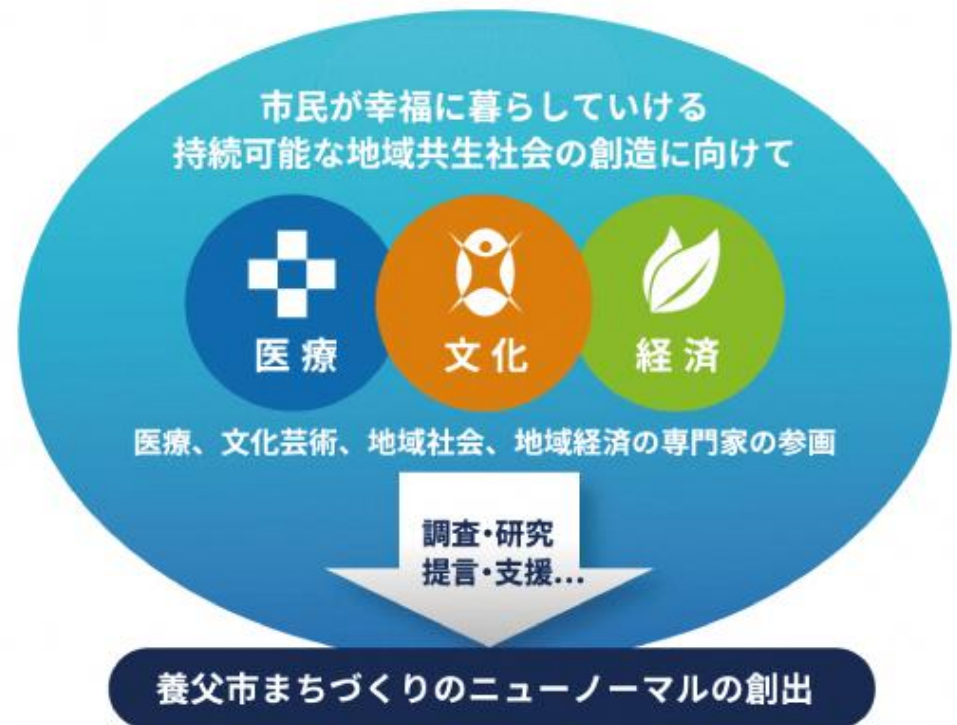 市民が幸福に暮らしていける
持続可能な地域共生社会の創造に向けて
医療
文化
経済
医療、文化芸術、地域社会、地域経済の専門家の参画
調査・研究
提言・支援...
養父市まちづくりのニューノーマルの創出